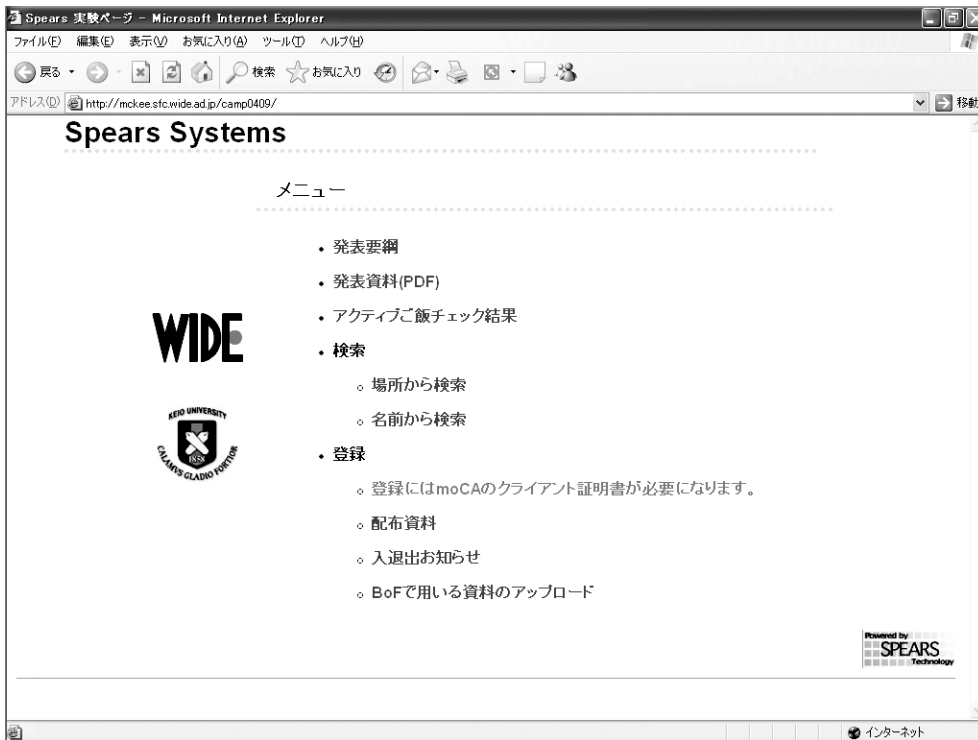 Spears 実験ページ - Microsoft Internet Explorer
ファイル(F) 編集(E) 表示(V) お気に入り(A) ツール(T) ヘルプ(H)
戻る 検索 お気に入り
アドレス(D) http://mckee.sfc.wide.ad.jp/camp0409/ 移動
Spears Systems
メニュー
発表要綱
発表資料(PDF)
アクティブご飯チェック結果
検索
場所から検索
名前から検索
登録
登録にはmoCAのクライアント証明書が必要になります。
配布資料
入退出お知らせ
BoFで用いる資料のアップロード
WIDE
KEIO UNIVERSITY
1858
CALAMVS GLADIO FORTIOR
Powered by
SPEARS
Technology
インターネット